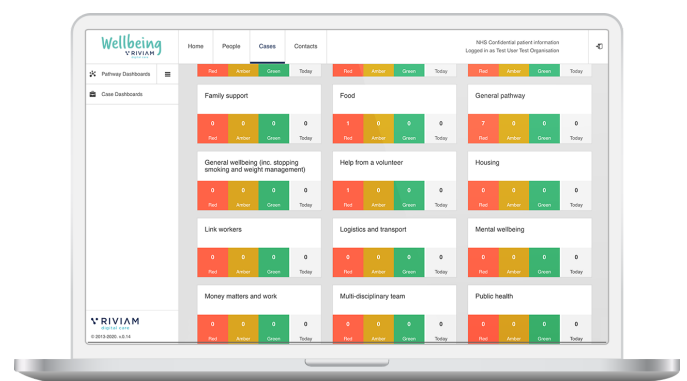 Wellbeing
RIVIAM
digital care
Home People Cases Contacts
NHS Confidential patient information
Logged in as Test User Test Organisation
Pathway Dashboards
Case Dashboards
Red Amber Green Today Red Amber Green Today Red Amber Green Today
Family support Food General pathway
0 0 0 0 1 0 0 0 7 0 0 0
Red Amber Green Today Red Amber Green Today Red Amber Green Today
General wellbeing (inc. stopping
smoking and weight management)
Help from a volunteer Housing
0 0 0 0 1 0 0 0 0 0 0 0
Red Amber Green Today Red Amber Green Today Red Amber Green Today
Link workers Logistics and transport Mental wellbeing
0 0 0 0 0 0 0 0 0 0 0 0
Red Amber Green Today Red Amber Green Today Red Amber Green Today
Money matters and work Multi-disciplinary team Public health
0 0 0 0 0 0 0 0 0 0 0 0
Red Amber Green Today Red Amber Green Today Red Amber Green Today
RIVIAM
digital care
© 2013-2020. v.0.14